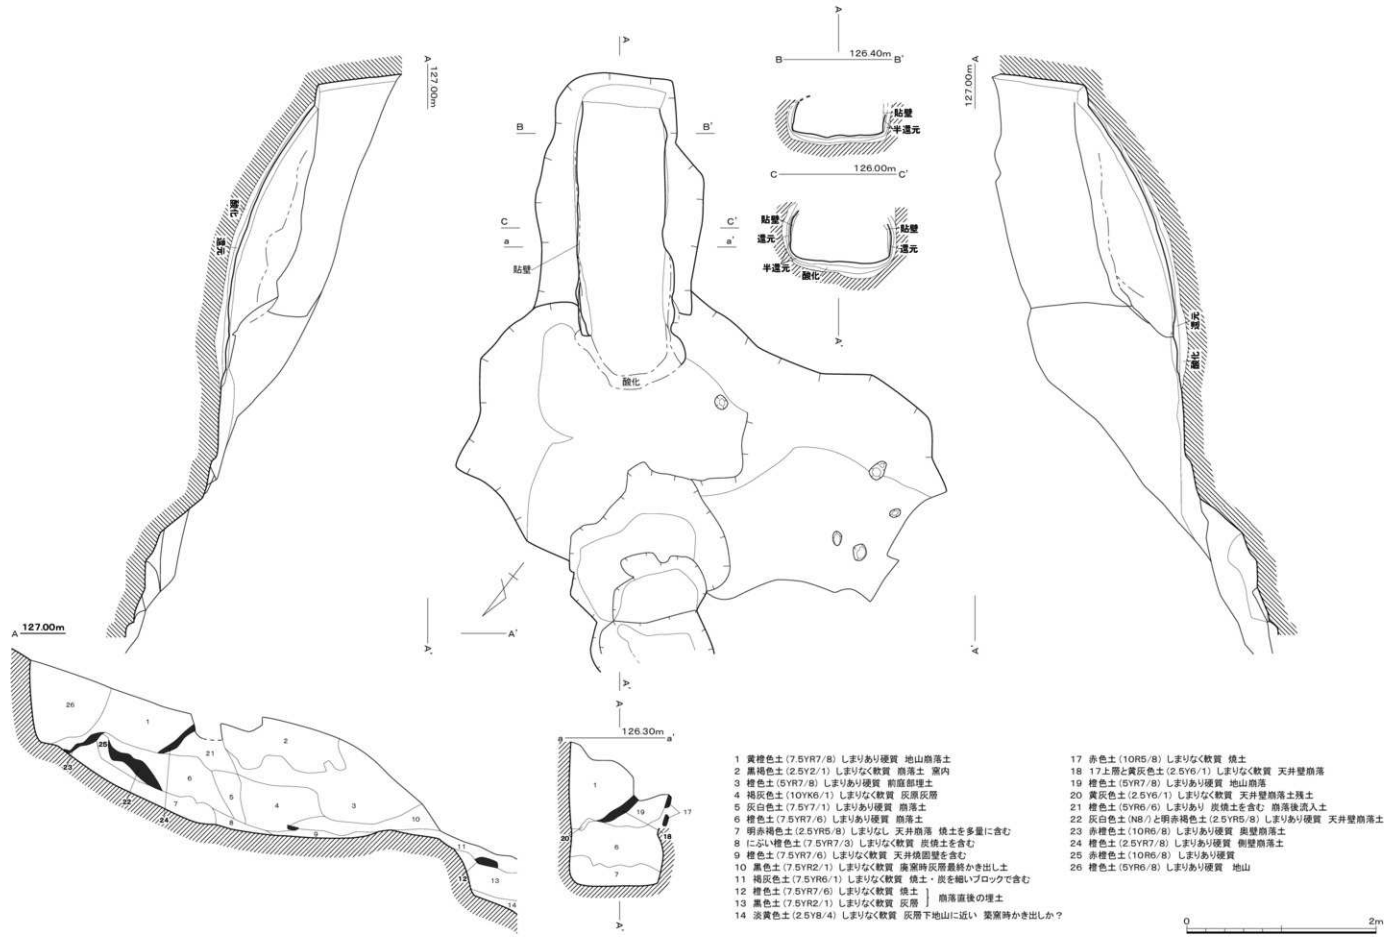 A
127.00m
A
B B'
C C'
a a'
貼壁
酸化
還元
酸化
A'
A
B 126.40m B'
貼壁
半還元
C 126.00m C'
貼壁
還元
貼壁
還元
半還元
酸化
A'
A
127.00m
還元
酸化
A'
A 127.00m
A'
A'
A'
26
1
2
25
21
6
23
5
4
3
22
7
24
8
9
10
11
12
13
14
A
a 126.30m a'
1
19
17
20
18
6
7
A'
1 黄橙色土(7.5YR7/8) しまりあり硬質 地山崩落土
2 黒褐色土(2.5Y2/1) しまりなく軟質 崩落土 窯内
3 橙色土(5YR7/8) しまりあり硬質 前庭部埋土
4 褐灰色土(10YK6/1) しまりなく軟質 灰原灰層
5 灰白色土(7.5Y7/1) しまりあり硬質 崩落土
6 橙色土(7.5YR7/6) しまりあり硬質 崩落土
7 明赤褐色土(2.5YR5/8) しまりなし 天井崩落 焼土を多量に含む
8 にぶい橙色土(7.5YR7/3) しまりなく軟質 炭焼土を含む
9 橙色土(7.5YR7/6) しまりなく軟質 天井焼固壁を含む
10 黒色土(7.5YR2/1) しまりなく軟質 廃窯時灰層最終かき出し土
11 褐灰色土(7.5YR6/1) しまりなく軟質 焼土・炭を細いブロックで含む
12 橙色土(7.5YR7/6) しまりなく軟質 焼土
13 黒色土(7.5YR2/1) しまりなく軟質 灰層
崩落直後の埋土
14 淡黄色土(2.5Y8/4) しまりなく軟質 灰層下地山に近い 築窯時かき出しか？
17 赤色土(10R5/8) しまりなく軟質 焼土
18 17上層と黄灰色土(2.5Y6/1) しまりなく軟質 天井壁崩落
19 橙色土(5YR7/8) しまりあり硬質 地山崩落
20 黄灰色土(2.5Y6/1) しまりなく軟質 天井壁崩落土残土
21 橙色土(5YR6/6) しまりあり 炭焼土を含む 崩落後流入土
22 灰白色土(N8/)と明赤褐色土(2.5YR5/8) しまりあり硬質 天井壁崩落土
23 赤橙色土(10R6/8) しまりあり硬質 奥壁崩落土
24 橙色土(2.5YR7/8) しまりあり硬質 側壁崩落土
25 赤橙色土(10R6/8) しまりあり硬質
26 橙色土(5YR6/8) しまりあり硬質 地山
0 2m